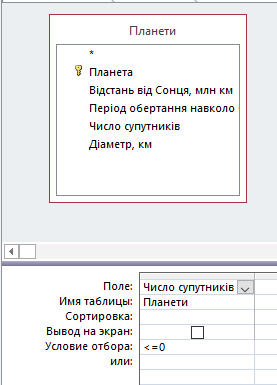 Планети
*
Планета
Відстань від Сонця, млн км
Період обертання навколо
Число супутників
Діаметр, км
Поле: Число супутників
Имя таблицы: Планети
Сортировка:
Вывод на экран:
Условие отбора: <=0
или: